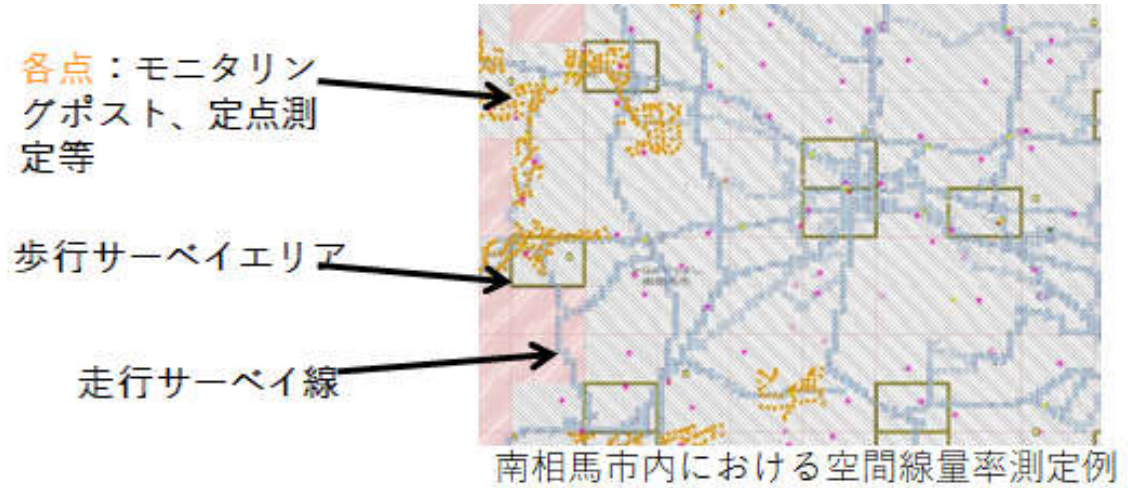 各点：モニタリン
グポスト、定点測
定等
歩行サーベイエリア
走行サーベイ線
南相馬市内における空間線量率測定例